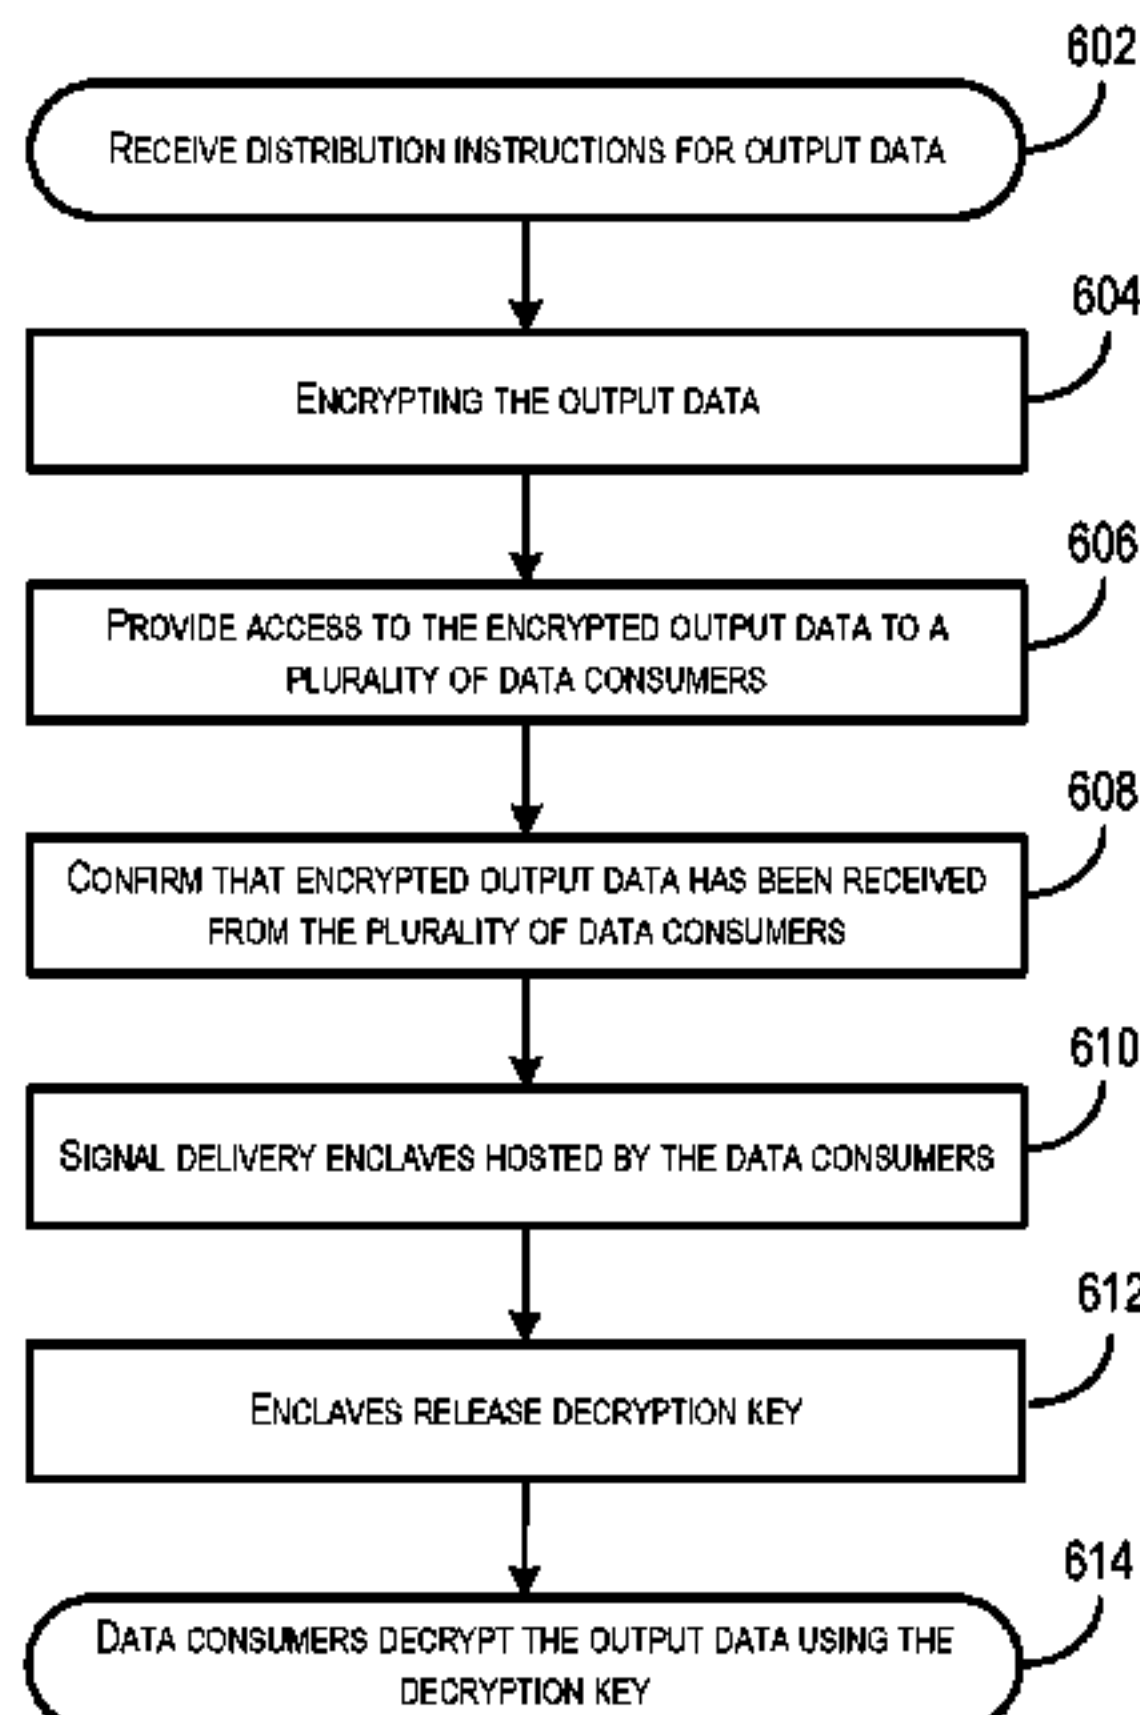 602
RECEIVE DISTRIBUTION INSTRUCTIONS FOR OUTPUT DATA
604
ENCRYPTING THE OUTPUT DATA
606
PROVIDE ACCESS TO THE ENCRYPTED OUTPUT DATA TO A
PLURALITY OF DATA CONSUMERS
608
CONFIRM THAT ENCRYPTED OUTPUT DATA HAS BEEN RECEIVED
FROM THE PLURALITY OF DATA CONSUMERS
610
SIGNAL DELIVERY ENCLAVES HOSTED BY THE DATA CONSUMERS
612
ENCLAVES RELEASE DECRYPTION KEY
614
DATA CONSUMERS DECRYPT THE OUTPUT DATA USING THE
DECRYPTION KEY